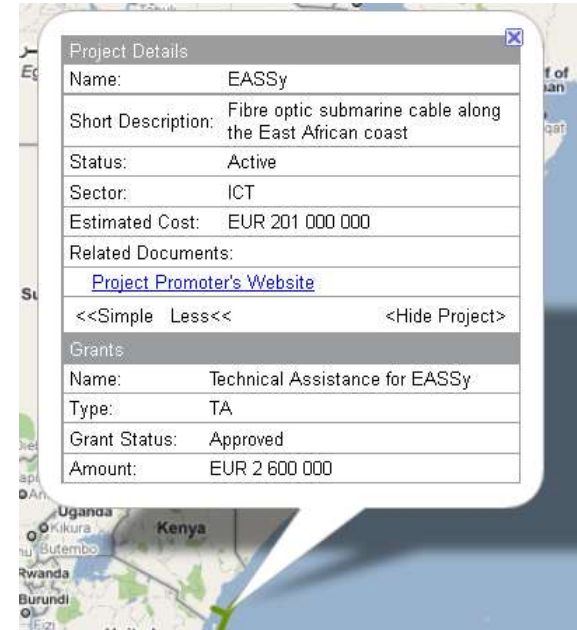 Project Details
Name: EASSy
Short Description: Fibre optic submarine cable along
the East African coast
Status: Active
Sector: ICT
Estimated Cost: EUR 201 000 000
Related Documents:
Project Promoter's Website
<<Simple Less<< <Hide Project>
Grants
Name: Technical Assistance for EASSy
Type: TA
Grant Status: Approved
Amount: EUR 2 600 000
Uganda
Kikura
Kenya
Butembo
Rwanda
Burundi